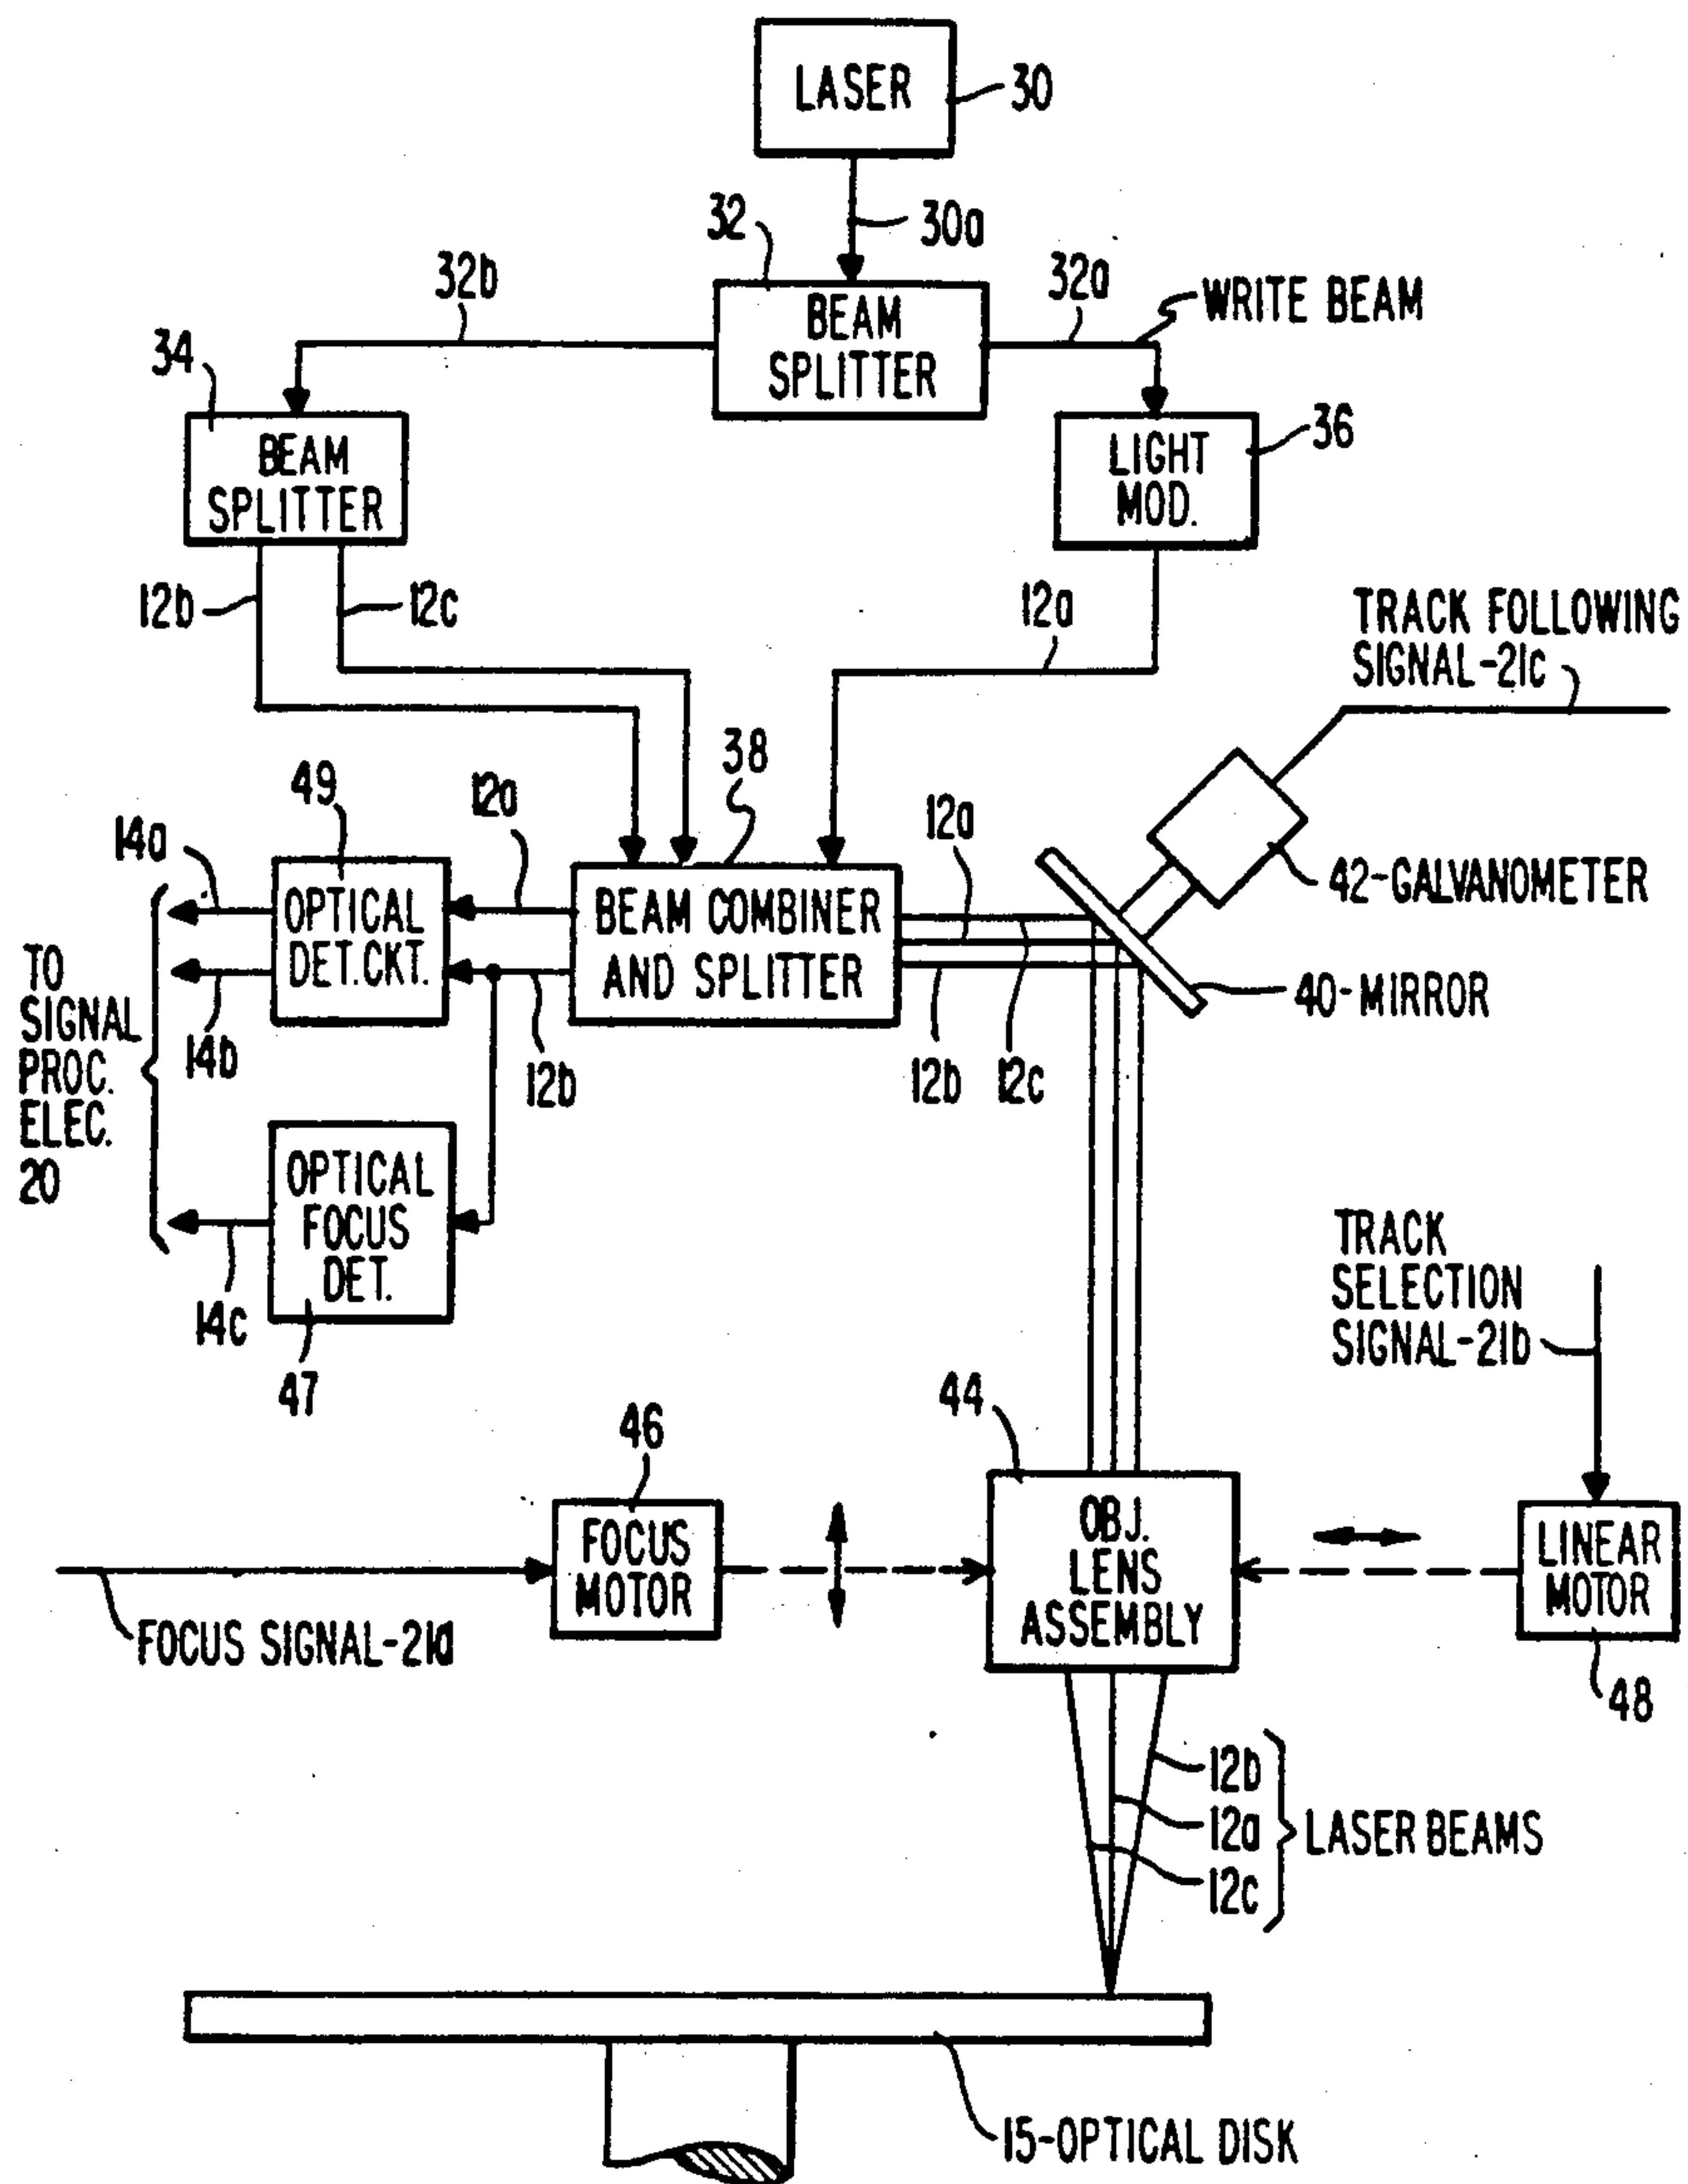 LASER
30
30a
32
BEAM
SPLITTER
32b
32a
WRITE BEAM
34
BEAM
SPLITTER
LIGHT
MOD.
36
12b
12c
12a
TRACK FOLLOWING
SIGNAL-21c
49
38
14a
12a
12a
OPTICAL
DET. CKT.
BEAM COMBINER
AND SPLITTER
42-GALVANOMETER
40-MIRROR
TO
SIGNAL
PROC.
ELEC.
20
14b
12b
12b
12c
OPTICAL
FOCUS
DET.
14c
47
TRACK
SELECTION
SIGNAL-21b
44
46
FOCUS
MOTOR
OBJ.
LENS
ASSEMBLY
LINEAR
MOTOR
FOCUS SIGNAL-21a
48
12b
12a
12c
LASER BEAMS
15-OPTICAL DISK